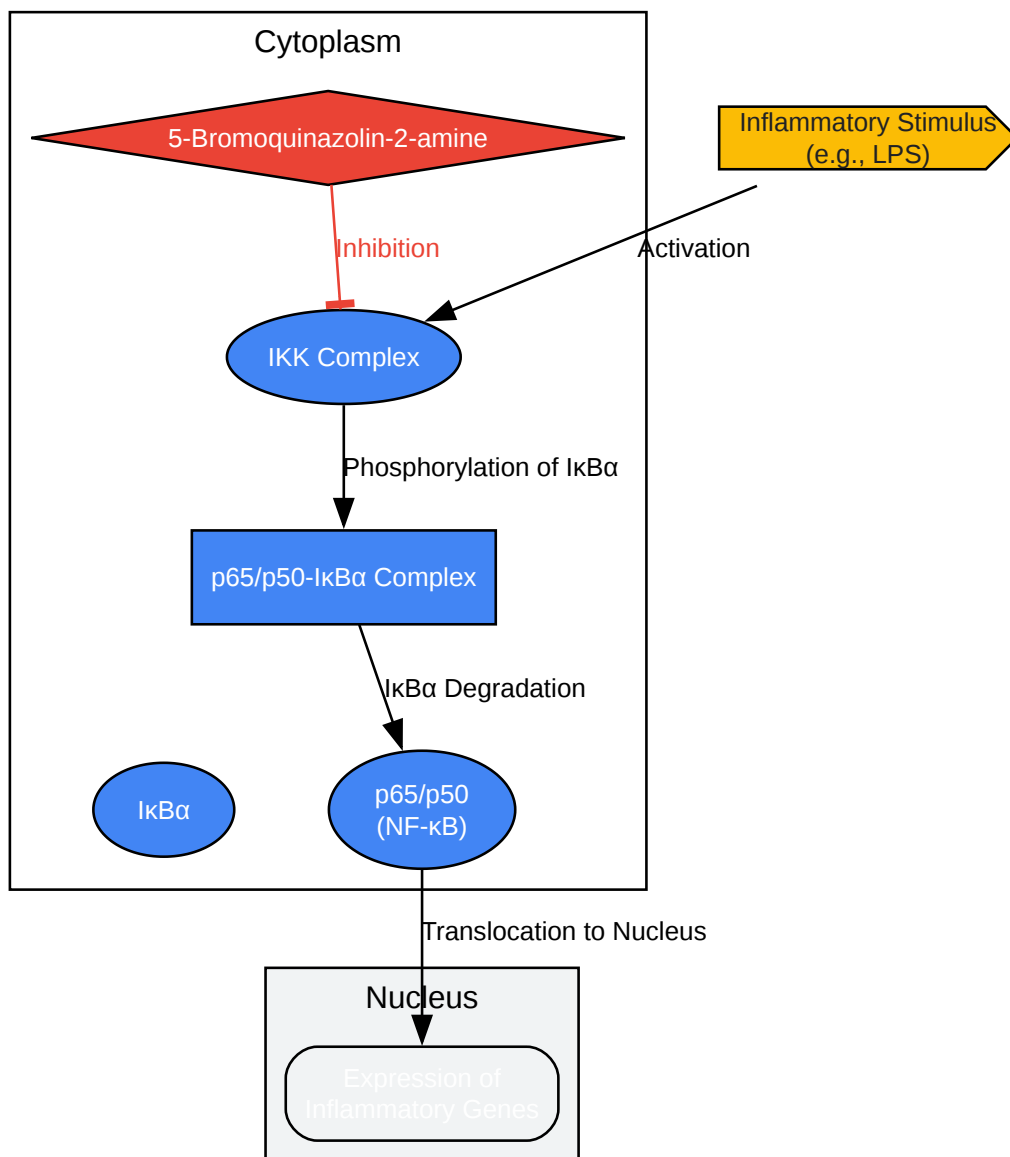 Cytoplasm
5-Bromoquinazolin-2-amine
Inflammatory Stimulus
(e.g., LPS)
Inhibition
Activation
IKK Complex
Phosphorylation of IκBα
p65/p50-IκBα Complex
IκBα Degradation
IκBα
p65/p50
(NF-κB)
Translocation to Nucleus
Nucleus
Expression of
Inflammatory Genes